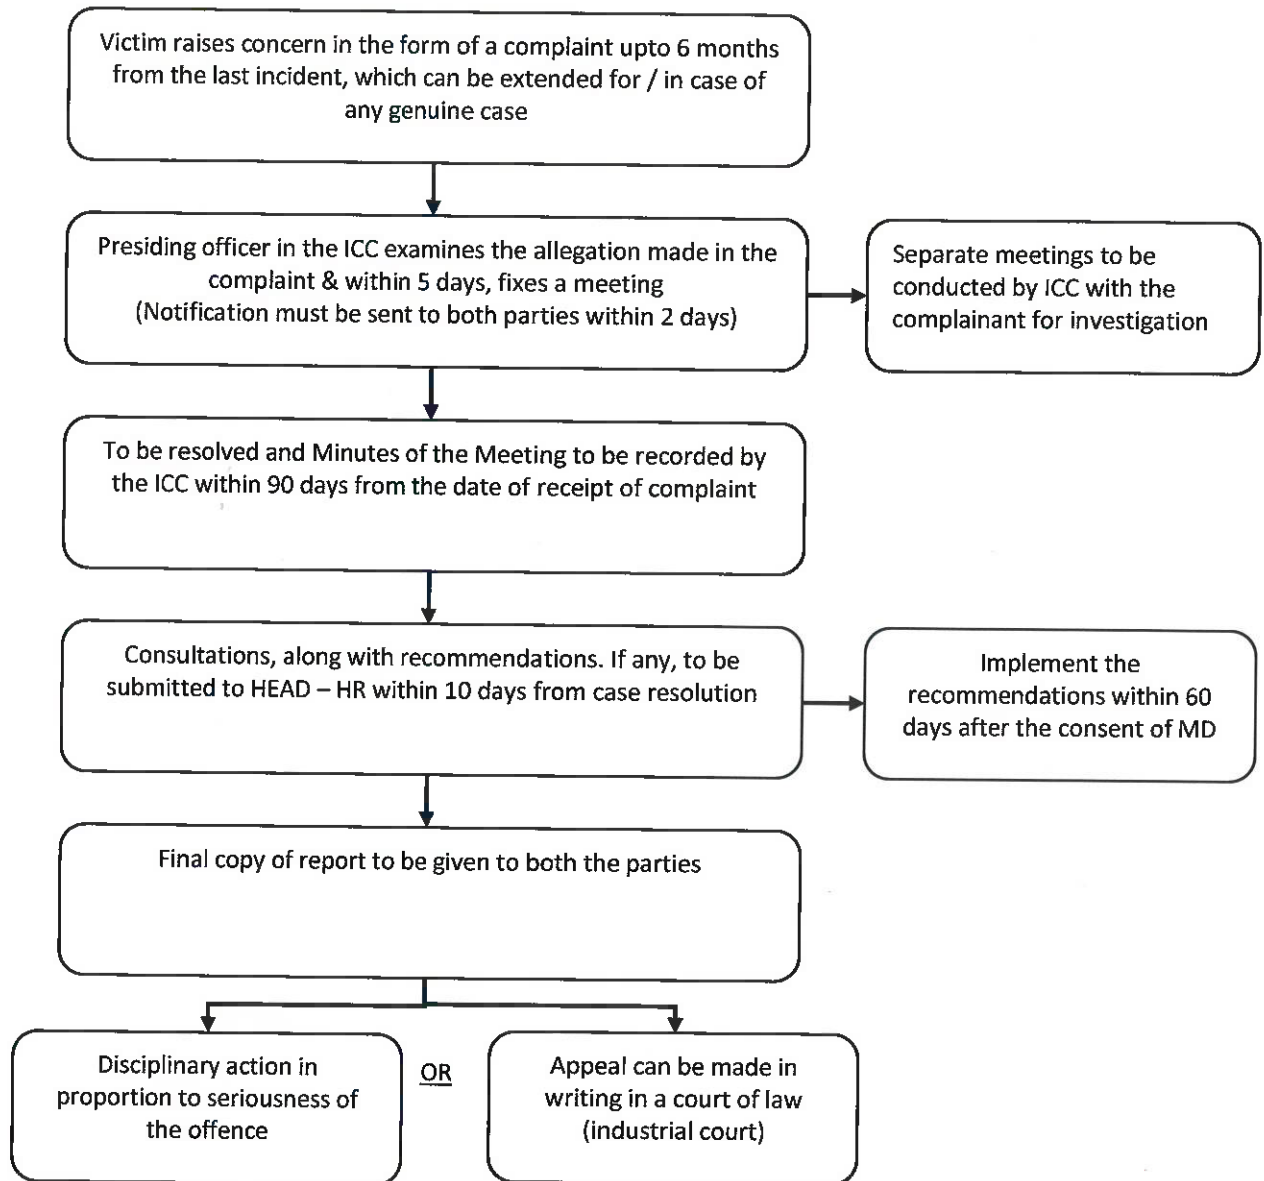 Victim raises concern in the form of a complaint upto 6 months
from the last incident, which can be extended for / in case of
any genuine case
Presiding officer in the ICC examines the allegation made in the
complaint & within 5 days, fixes a meeting
(Notification must be sent to both parties within 2 days)
Separate meetings to be
conducted by ICC with the
complainant for investigation
To be resolved and Minutes of the Meeting to be recorded by
the ICC within 90 days from the date of receipt of complaint
Consultations, along with recommendations. If any, to be
submitted to HEAD – HR within 10 days from case resolution
Implement the
recommendations within 60
days after the consent of MD
Final copy of report to be given to both the parties
Disciplinary action in
proportion to seriousness of
the offence
OR
Appeal can be made in
writing in a court of law
(industrial court)